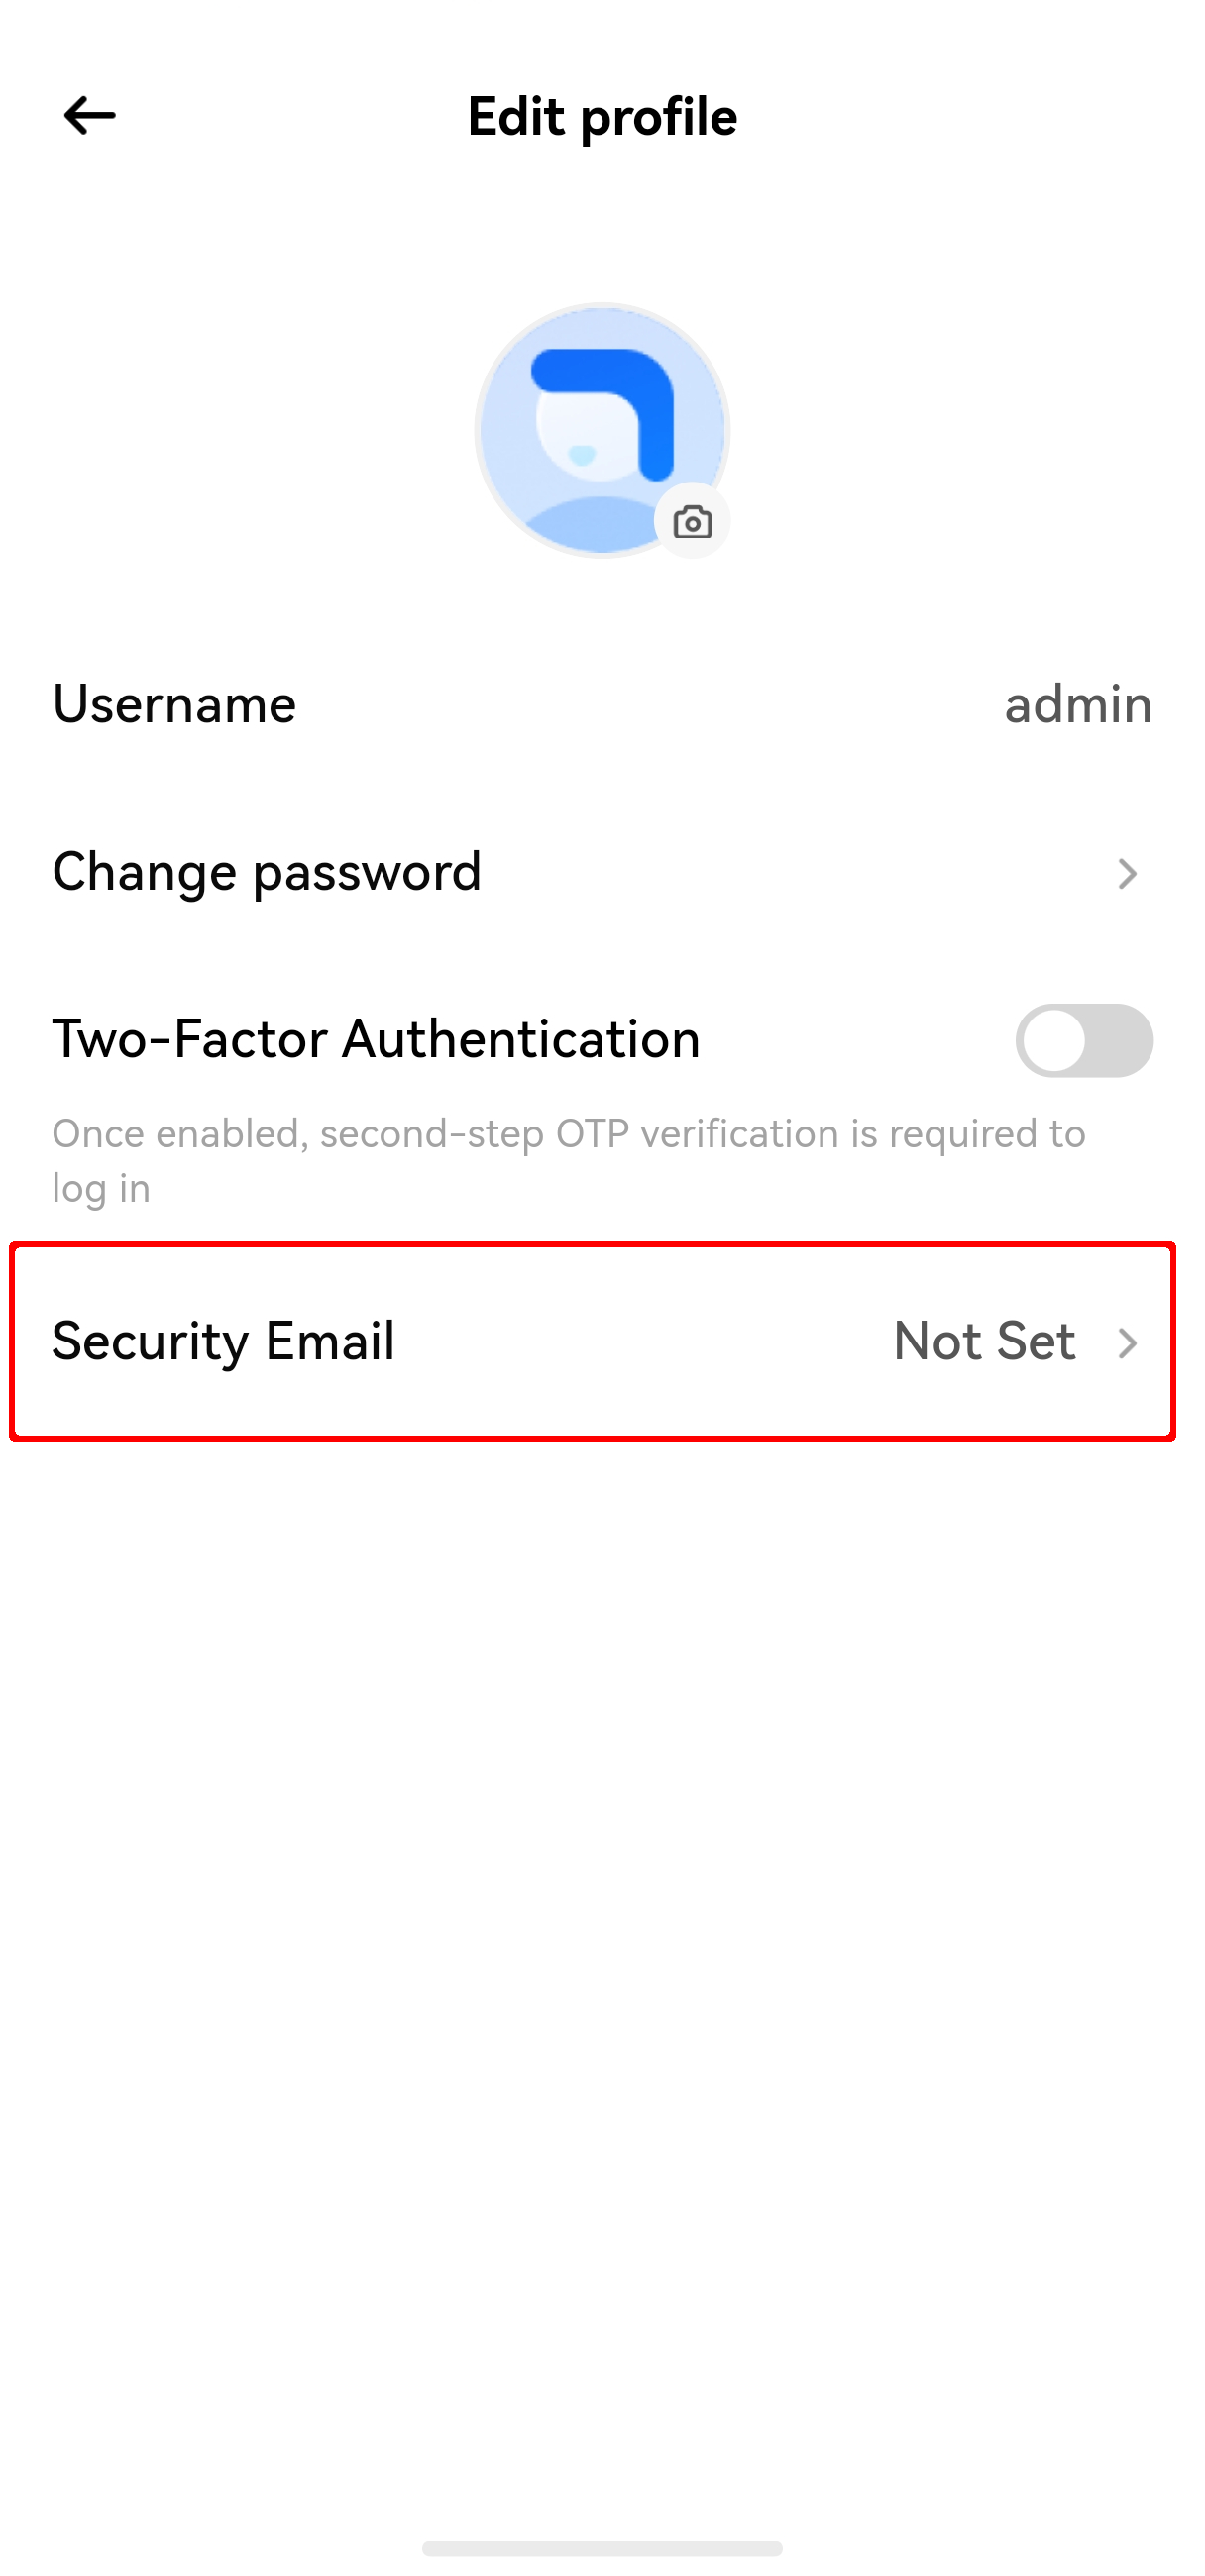 Edit profile
Username admin
Change password
Two-Factor Authentication
Once enabled, second-step OTP verification is required to
log in
Security Email Not Set